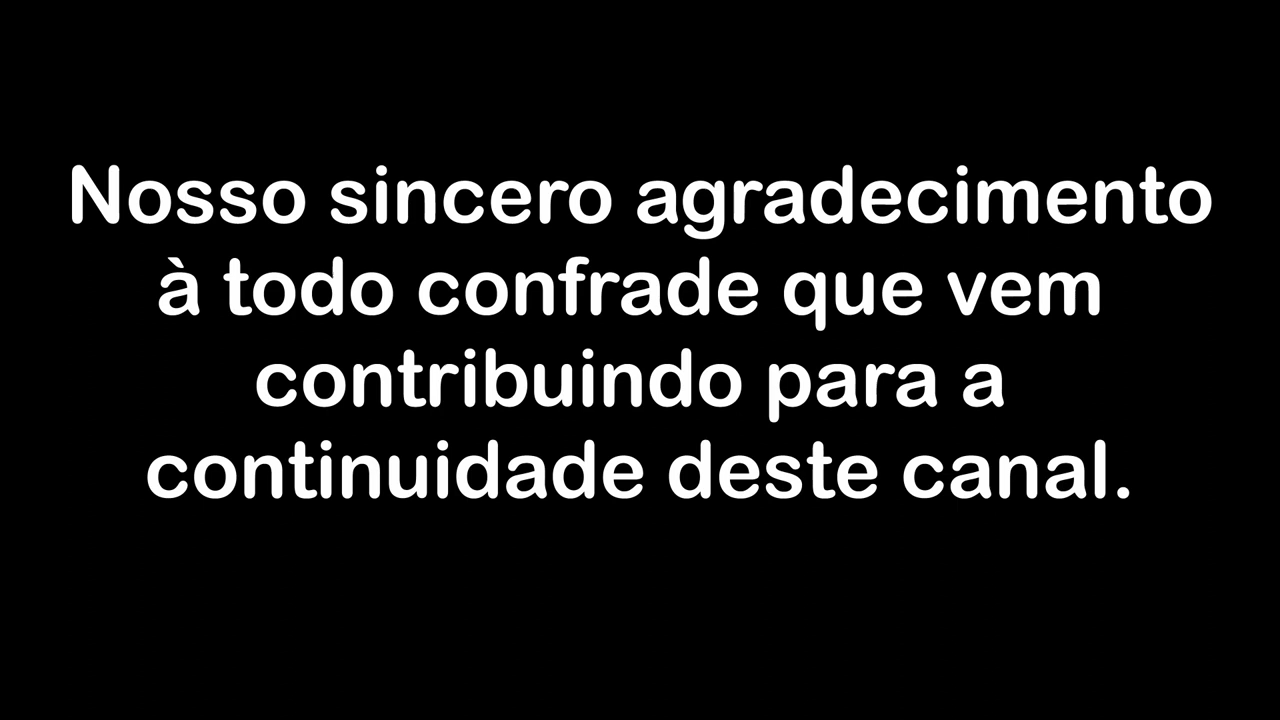 Nosso sincero agradecimento
à todo confrade que vem
contribuindo para a
continuidade deste canal.